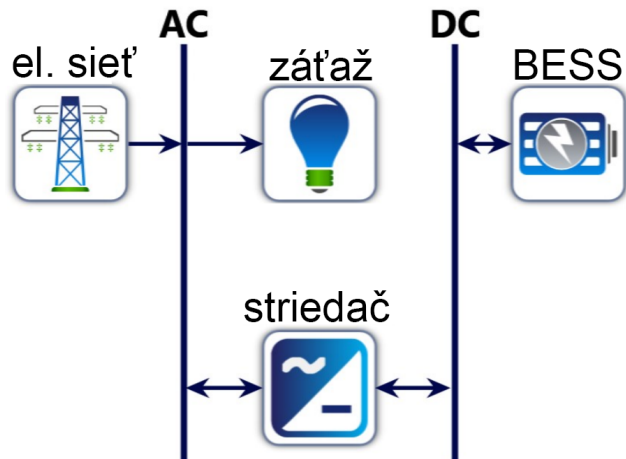 AC
DC
el. sieť
záťaž
BESS
striedač